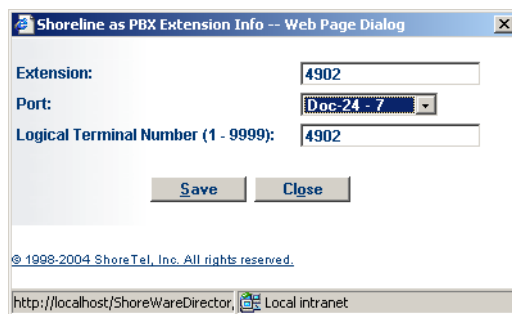 Shoreline as PBX Extension Info -- Web Page Dialog
Extension: 4902
Port: Doc-24 - 7
Logical Terminal Number (1 - 9999): 4902
Save Close
© 1998-2004 ShoreTel, Inc. All rights reserved.
http://localhost/ShoreWareDirector, Local intranet